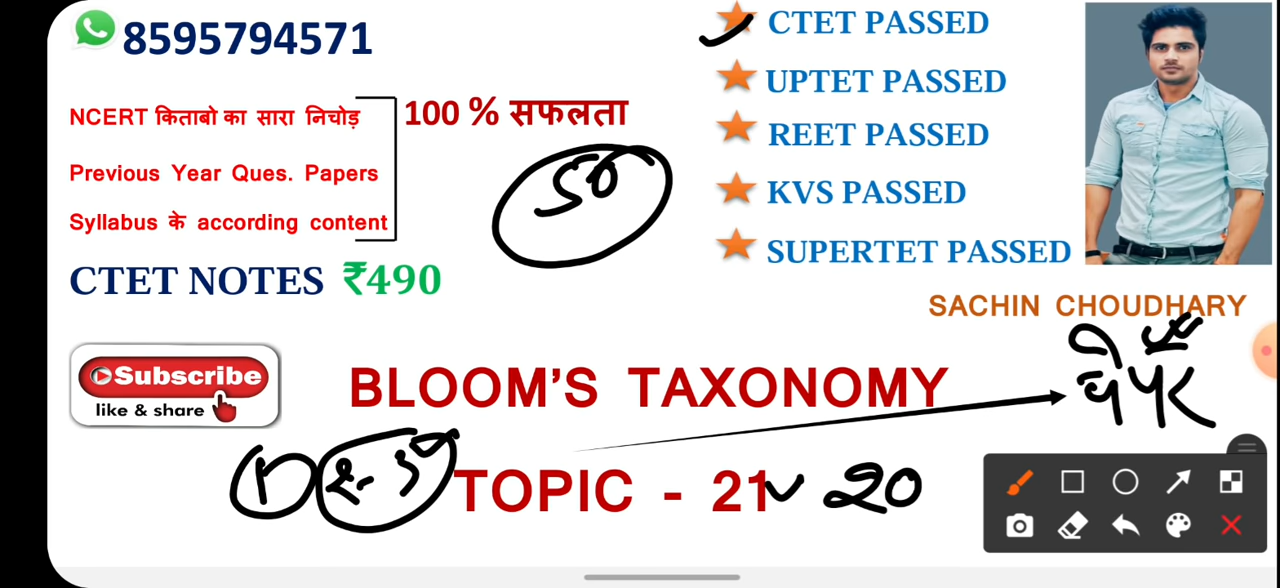 8595794571
NCERT किताबो का सारा निचोड़
Previous Year Ques. Papers
Syllabus के according content
100 % सफलता
50
CTET NOTES ₹490
CTET PASSED
UPTET PASSED
REET PASSED
KVS PASSED
SUPERTET PASSED
SACHIN CHOUDHARY
Subscribe
like & share
BLOOM'S TAXONOMY
TOPIC - 21
20